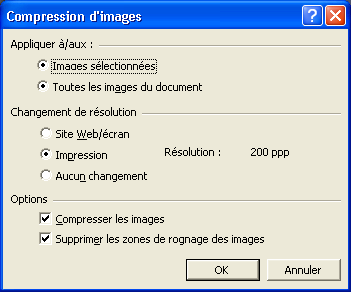 Compression d'images
Appliquer à/aux :
Images sélectionnées
Toutes les images du document
Changement de résolution
Site Web/écran
Impression Résolution : 200 ppp
Aucun changement
Options
Compresser les images
Supprimer les zones de rognage des images
OK Annuler